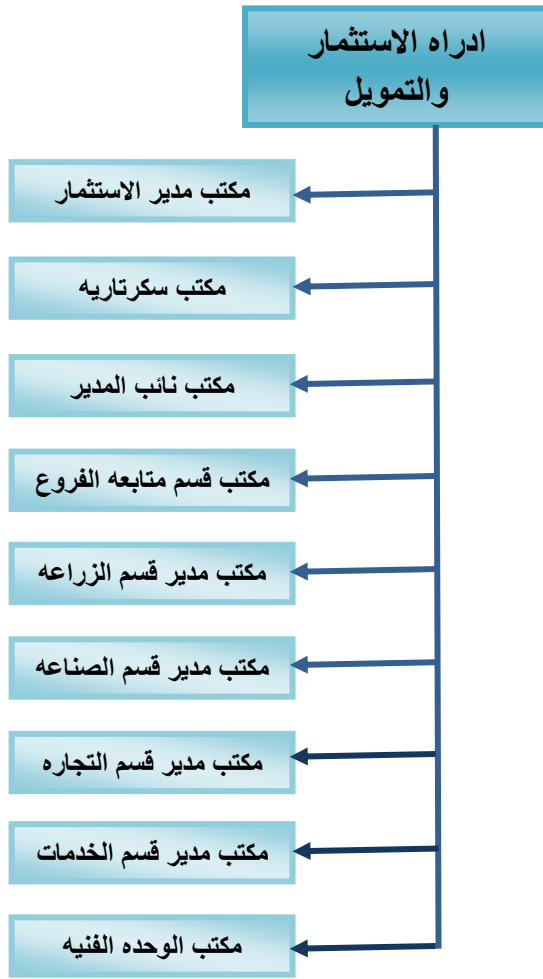 ادراه الاستثمار
والتمويل
مكتب مدير الاستثمار
مكتب سكرتاريه
مكتب نائب المدير
مكتب قسم متابعه الفروع
مكتب مدير قسم الزراعه
مكتب مدير قسم الصناعه
مكتب مدير قسم التجاره
مكتب مدير قسم الخدمات
مكتب الوحده الفنيه